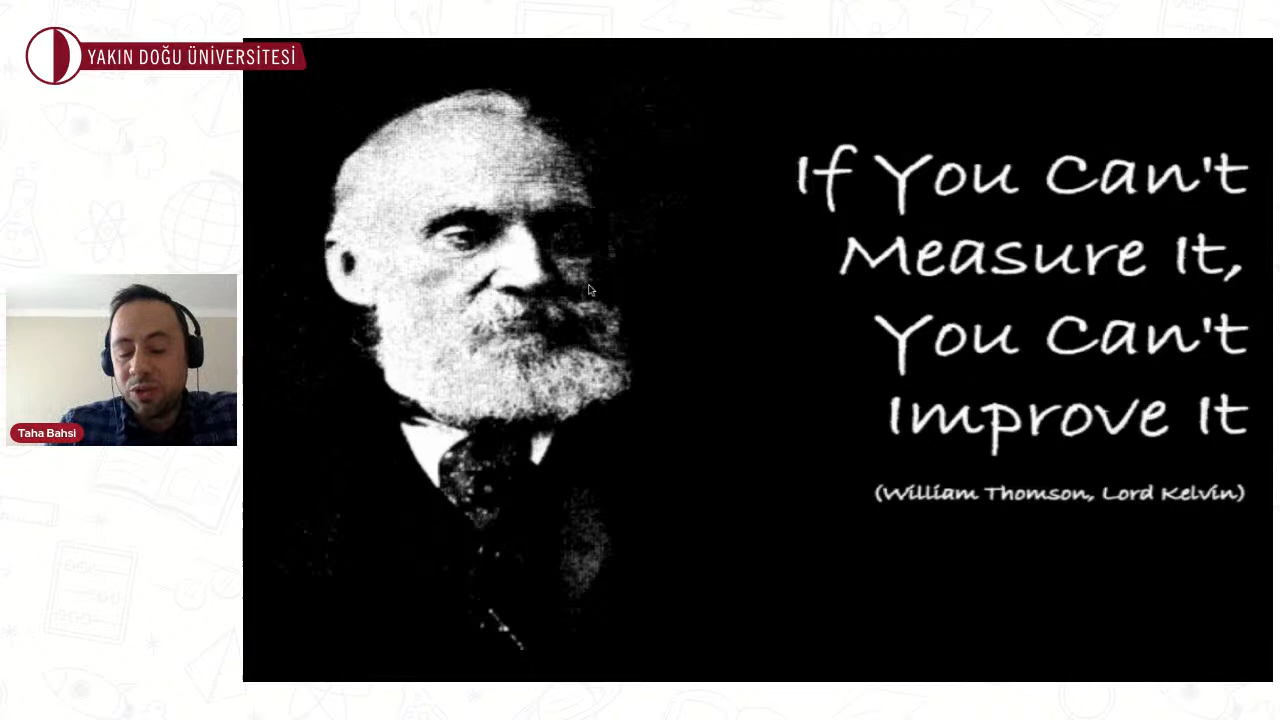 YAKIN DOĞU ÜNİVERSİTESİ
If You Can't
Measure It,
You Can't
Improve It
(William Thomson, Lord Kelvin)
Taha Bahsi